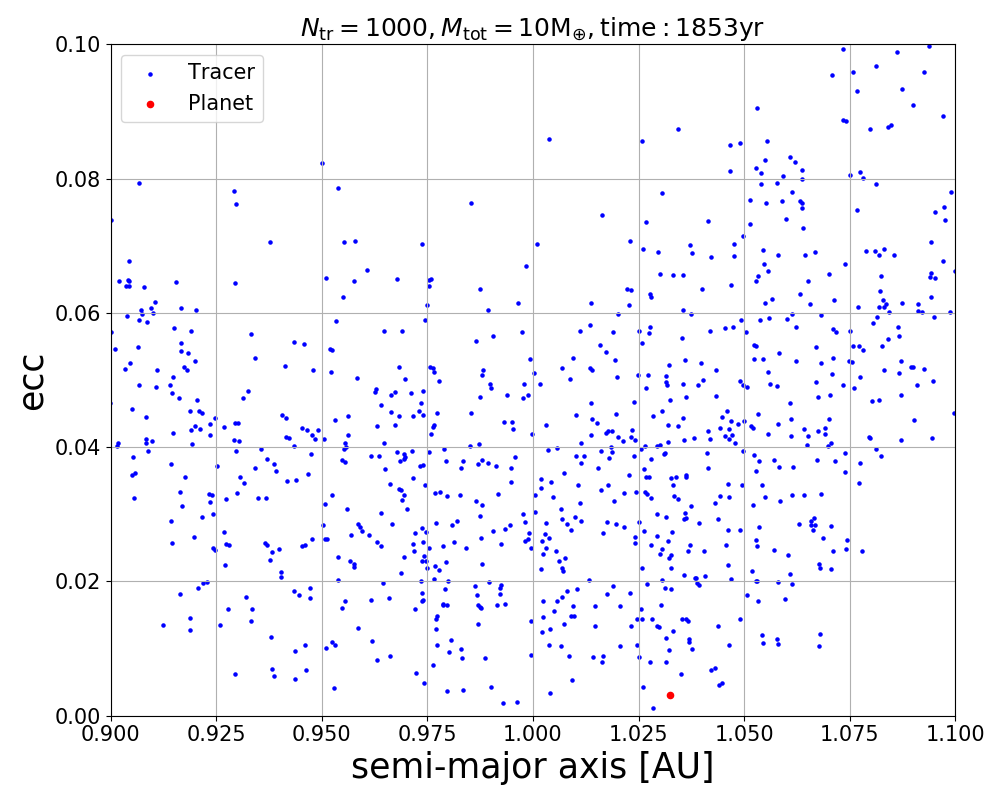 N_tr = 1000, M_tot = 10M_⊕, time : 1853yr
0.10
0.08
0.06
0.04
0.02
0.00
ecc
Tracer
Planet
0.900 0.925 0.950 0.975 1.000 1.025 1.050 1.075 1.100
semi-major axis [AU]